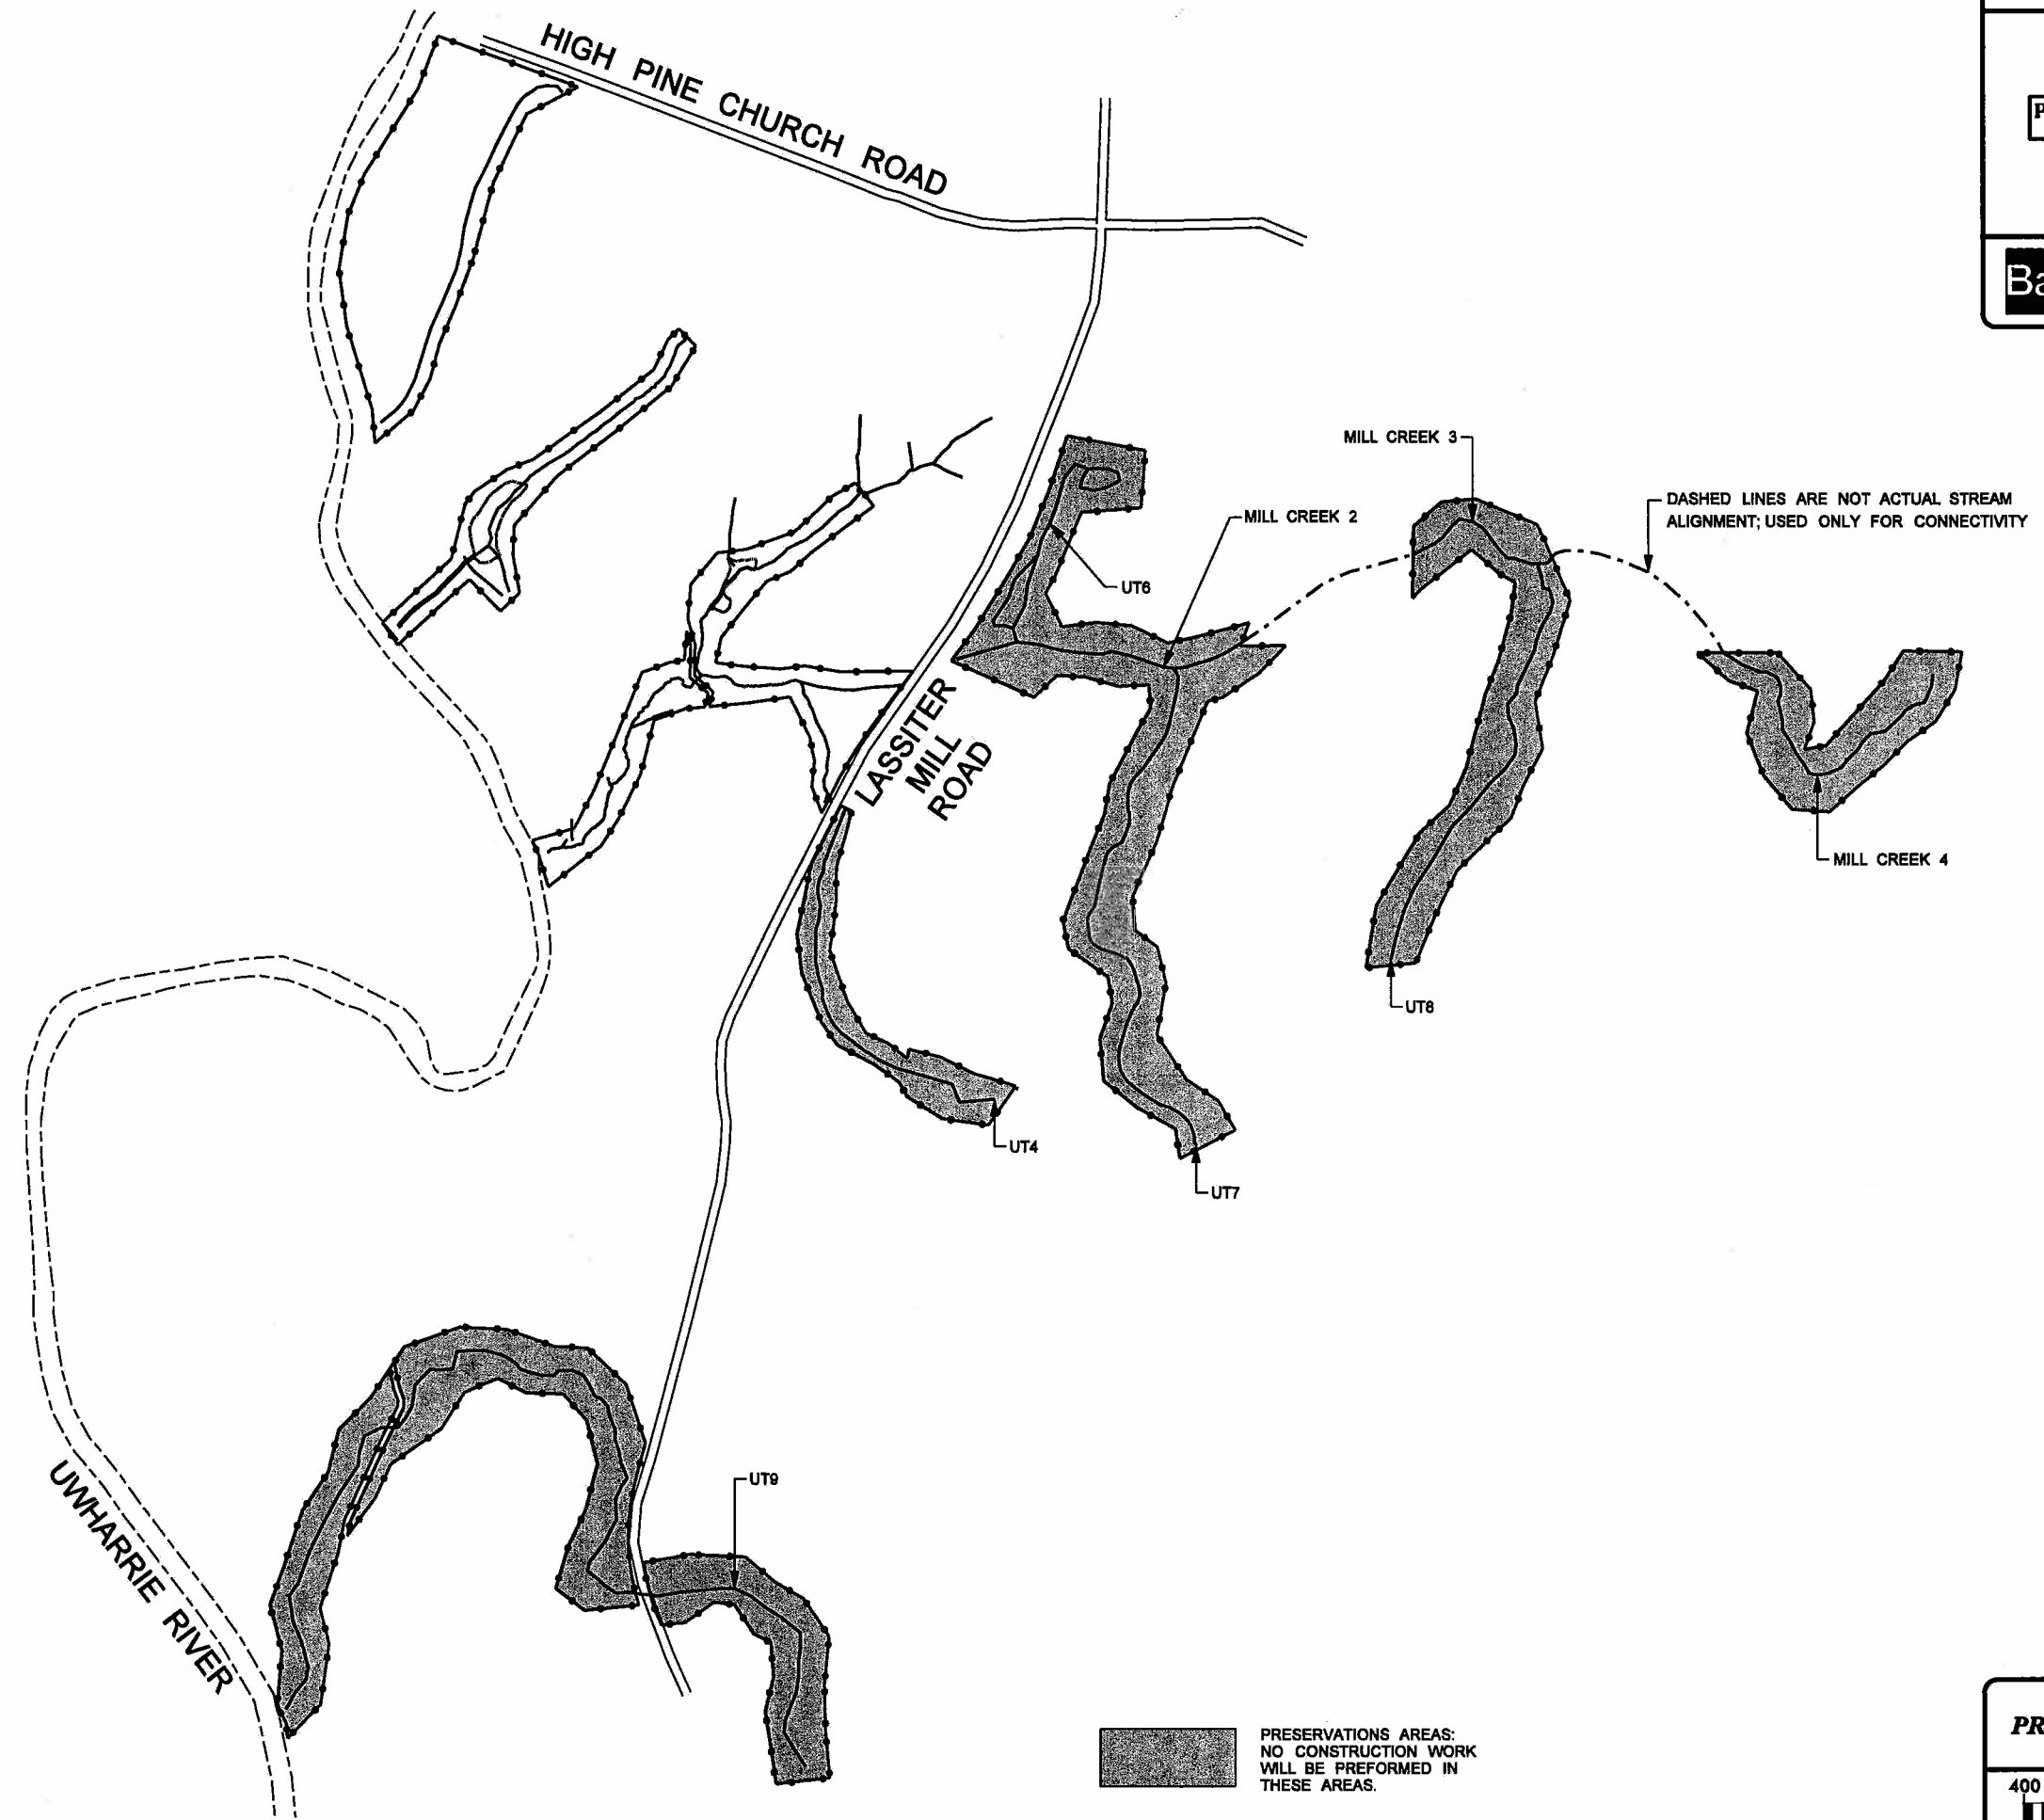 HIGH PINE CHURCH ROAD
Ba
MILL CREEK 3
DASHED LINES ARE NOT ACTUAL STREAM
ALIGNMENT; USED ONLY FOR CONNECTIVITY
MILL CREEK 2
UT6
LASSITER
MILL
ROAD
MILL CREEK 4
UT8
UT4
UT7
UT9
UWHARRIE RIVER
PRESERVATIONS AREAS:
NO CONSTRUCTION WORK
WILL BE PREFORMED IN
THESE AREAS.
PR
400